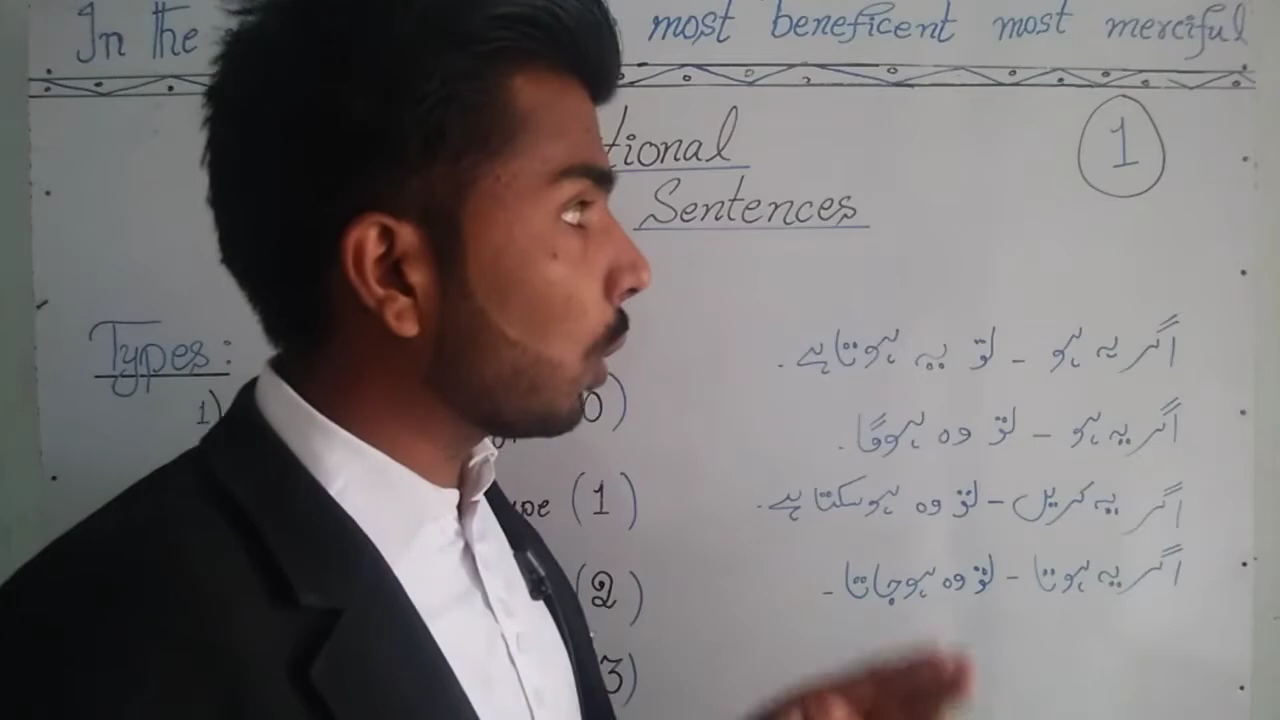 In the most beneficent most merciful
1
tional
Sentences
Types:
اگر یہ ہو - تو یہ ہوتا ہے.
1) 0)
اگر یہ ہو - تو وہ ہوگا.
pe (1)
اگر یہ کریں - تو وہ ہو سکتا ہے.
(2)
اگر یہ ہوتا - تو وہ ہو جاتا -
3)